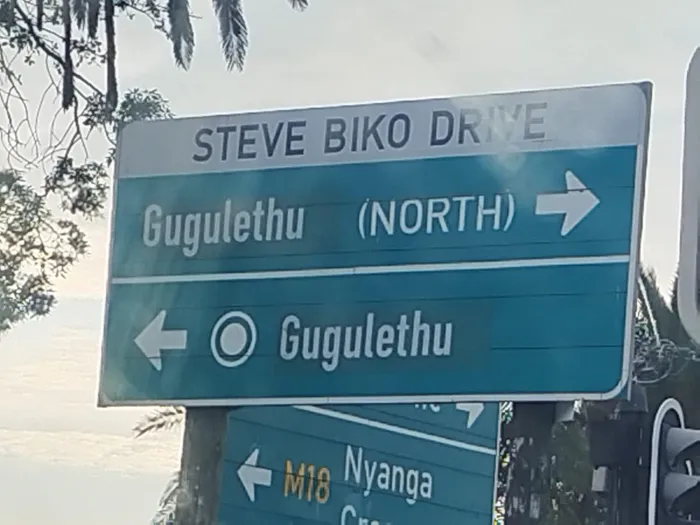 STEVE BIKO DRIVE
Gugulethu (NORTH)
Gugulethu
M18 Nyanga